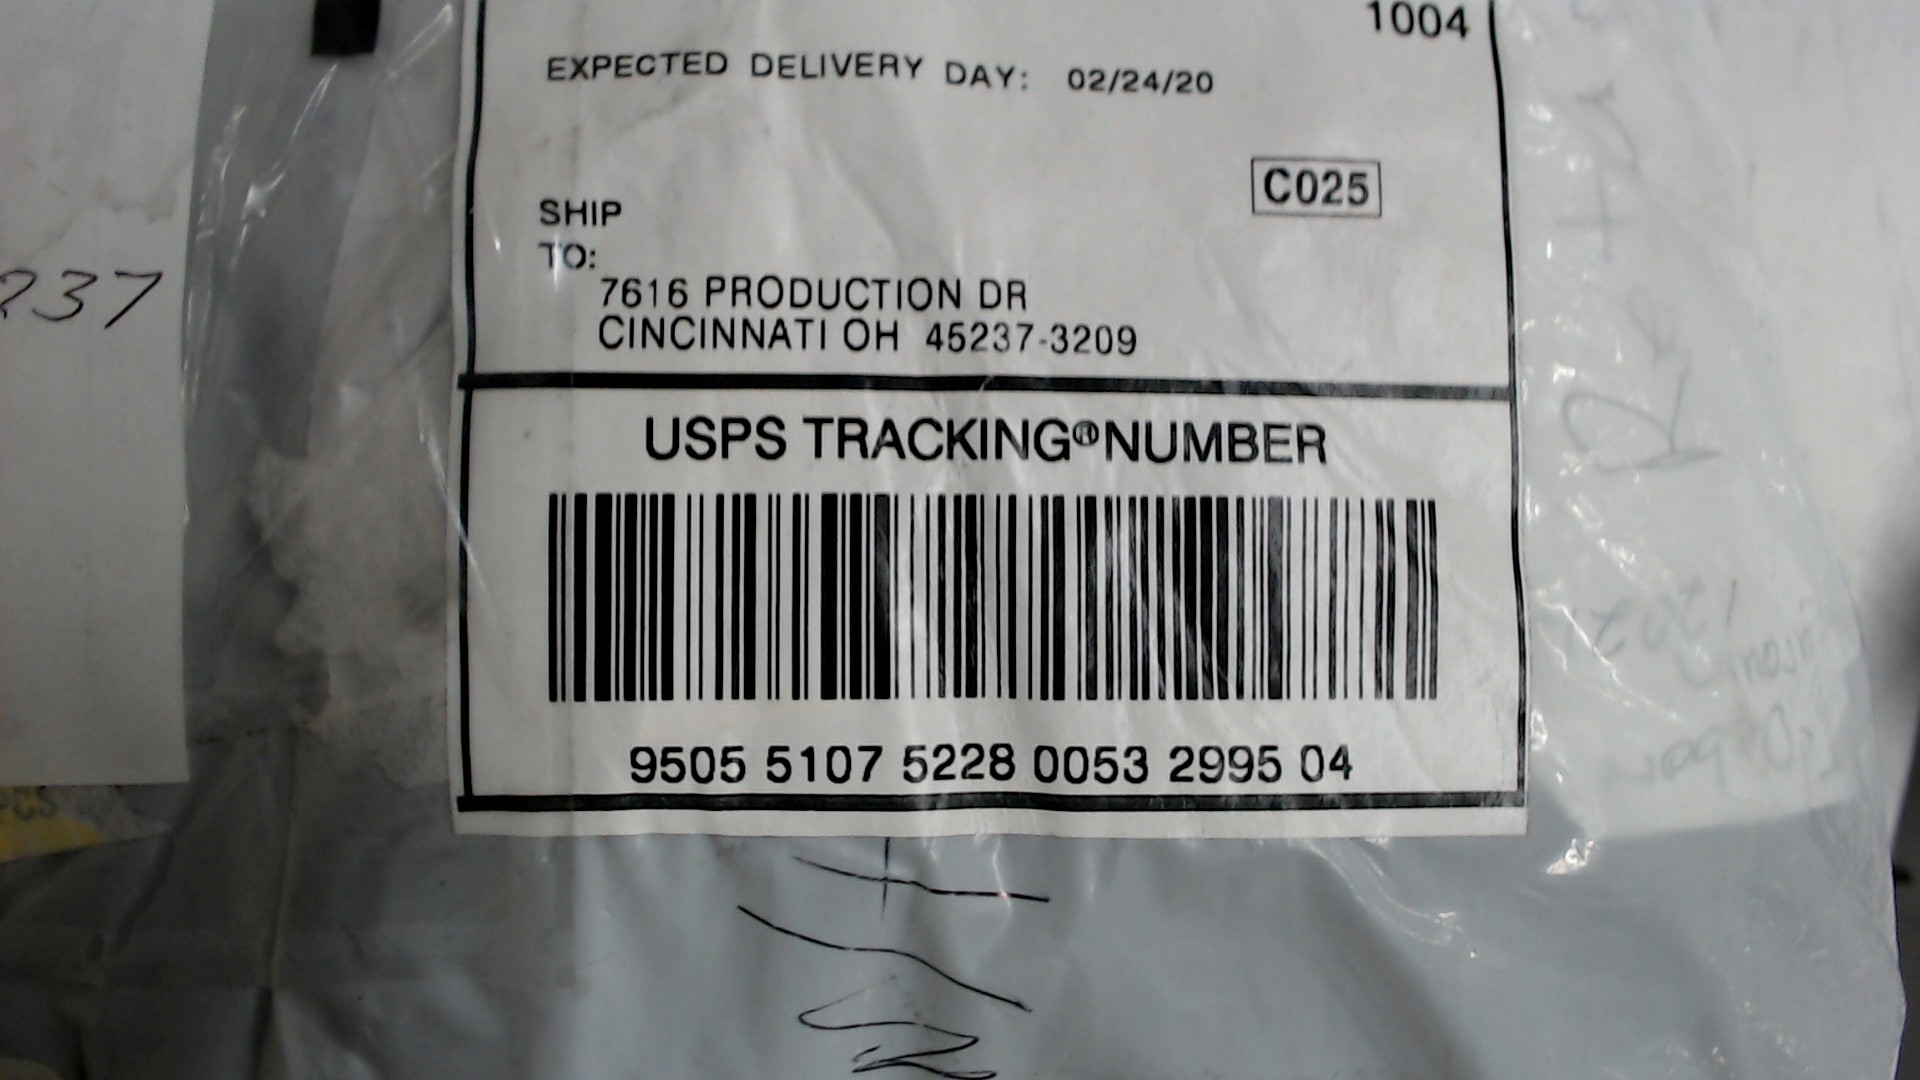 1004
EXPECTED DELIVERY DAY: 02/24/20
C025
SHIP
TO:
7616 PRODUCTION DR
CINCINNATI OH 45237-3209
USPS TRACKING® NUMBER
9505 5107 5228 0053 2995 04
237
PCS